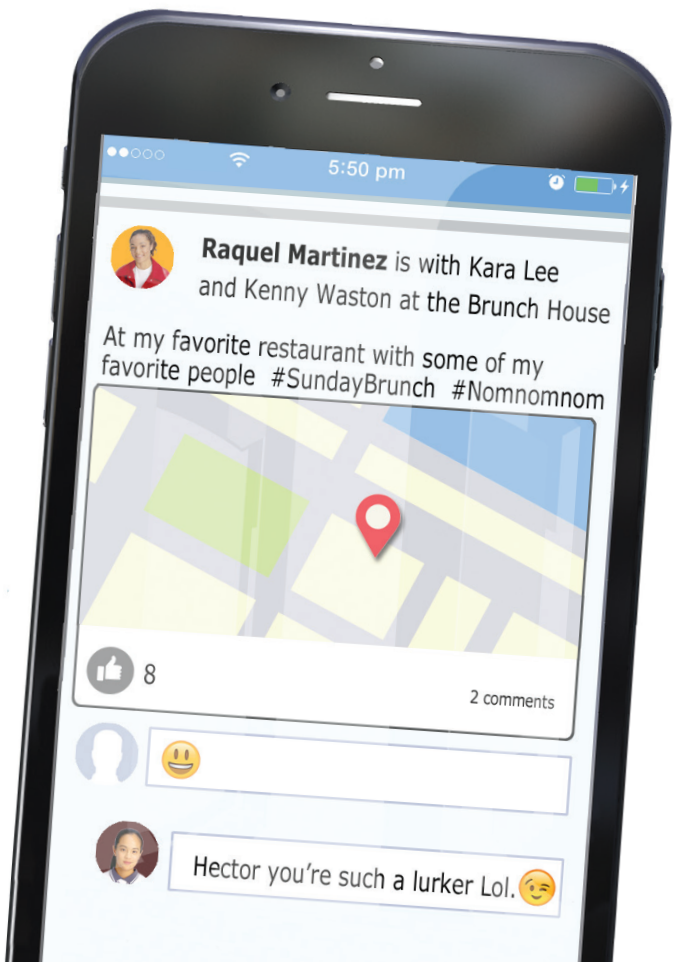 5:50 pm
Raquel Martinez is with Kara Lee
and Kenny Waston at the Brunch House
At my favorite restaurant with some of my
favorite people #SundayBrunch #Nomnomnom
8
2 comments
😃
Hector you're such a lurker Lol.😉